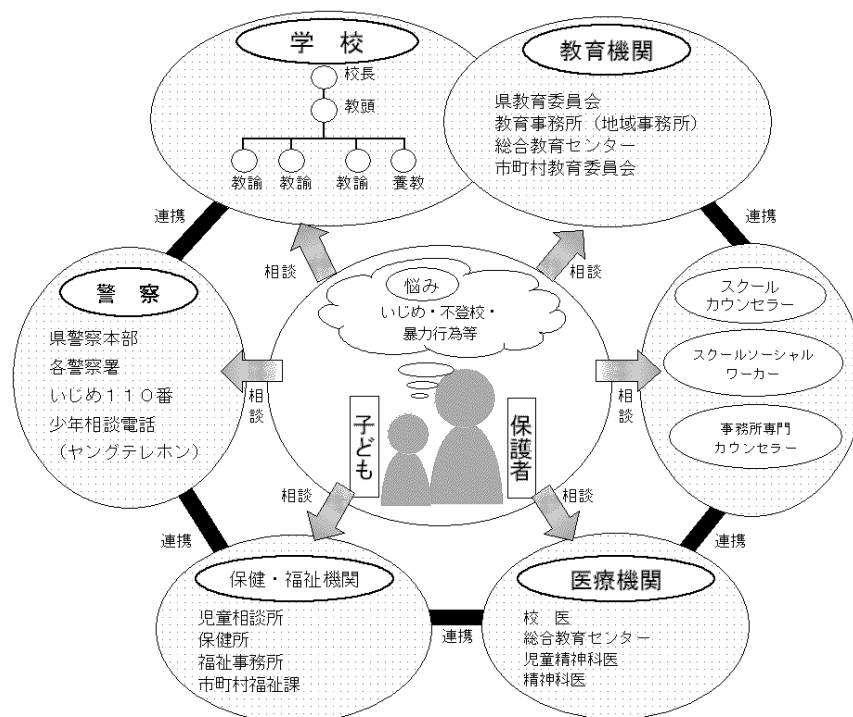 学 校
校長
教頭
教諭 教諭 教諭 養教
教育機関
県教育委員会
教育事務所（地域事務所）
総合教育センター
市町村教育委員会
連携
連携
相談
相談
悩み
いじめ・不登校・
暴力行為等
警 察
県警察本部
各警察署
いじめ１１０番
少年相談電話
（ヤングテレホン）
相談
子ども
保護者
相談
スクール
カウンセラー
スクールソーシャル
ワーカー
事務所専門
カウンセラー
相談
相談
連携
連携
保健・福祉機関
児童相談所
保健所
福祉事務所
市町村福祉課
連携
医療機関
校 医
総合教育センター
児童精神科医
精神科医